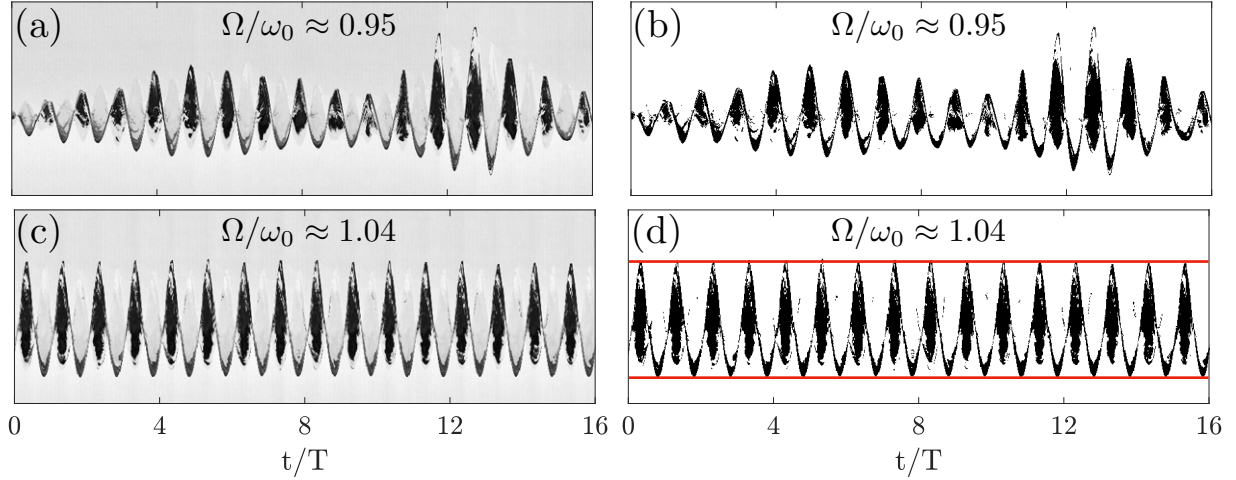 (a) Ω/ω₀ ≈ 0.95
(b) Ω/ω₀ ≈ 0.95
(c) Ω/ω₀ ≈ 1.04
(d) Ω/ω₀ ≈ 1.04
0 4 8 12 16
t/T
0 4 8 12 16
t/T